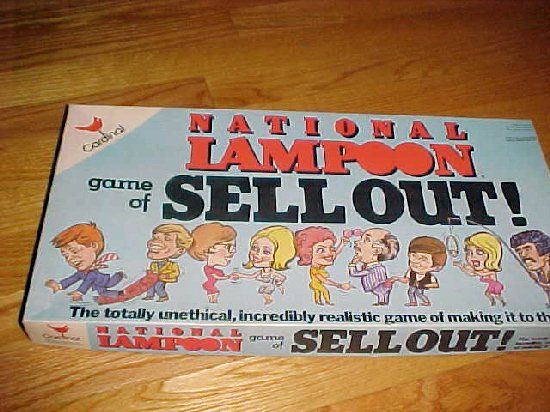 Cardinal
NATIONAL
LAMPOON
game
of
SELL OUT!
The totally unethical, incredibly realistic game of making it to th
Cardinal
NATIONAL
LAMPOON
game
of
SELL OUT!